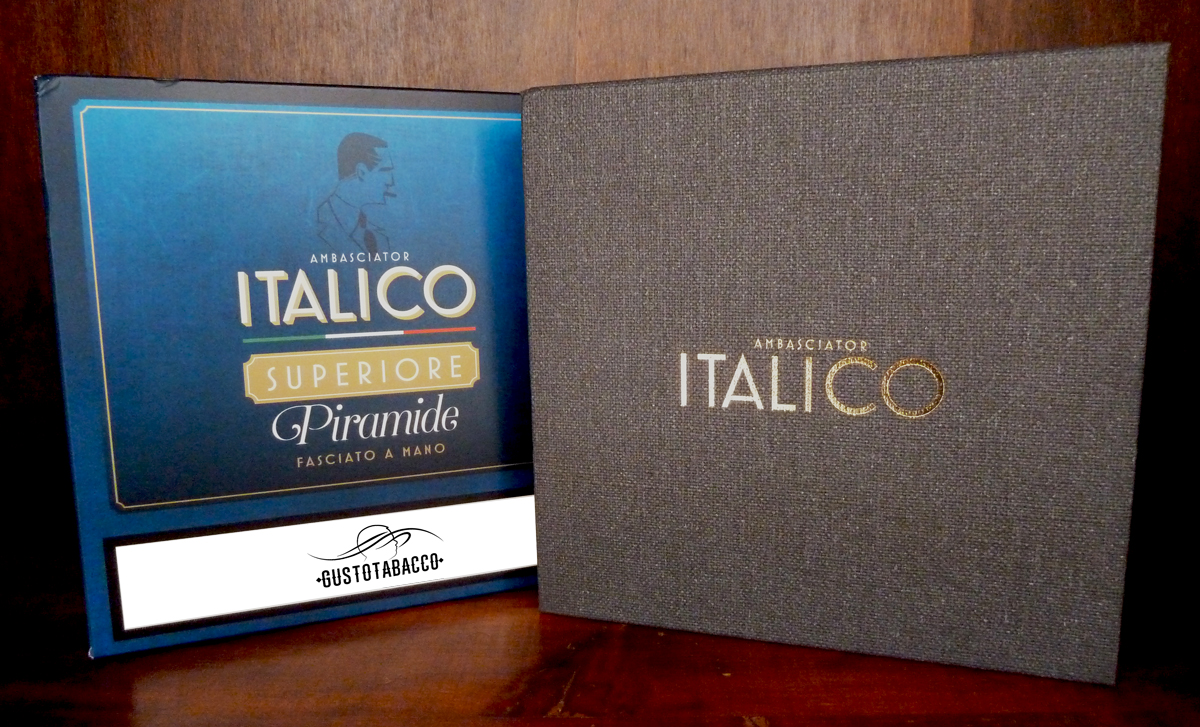 AMBASCIATOR
ITALICO
SUPERIORE
Piramide
FASCIATO A MANO
GUSTOTABACCO
AMBASCIATOR
ITALICO